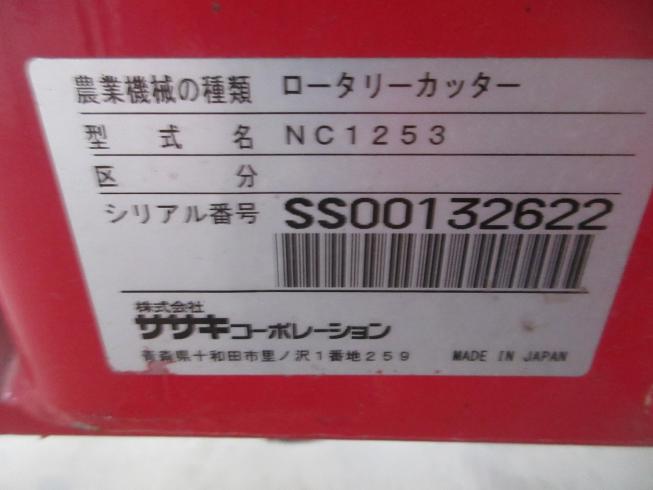 農業機械の種類 ロータリーカッター
型式名 NC1253
区分
シリアル番号 SS00132622
株式会社
ササキコーポレーション
青森県十和田市里ノ沢1番地259 MADE IN JAPAN